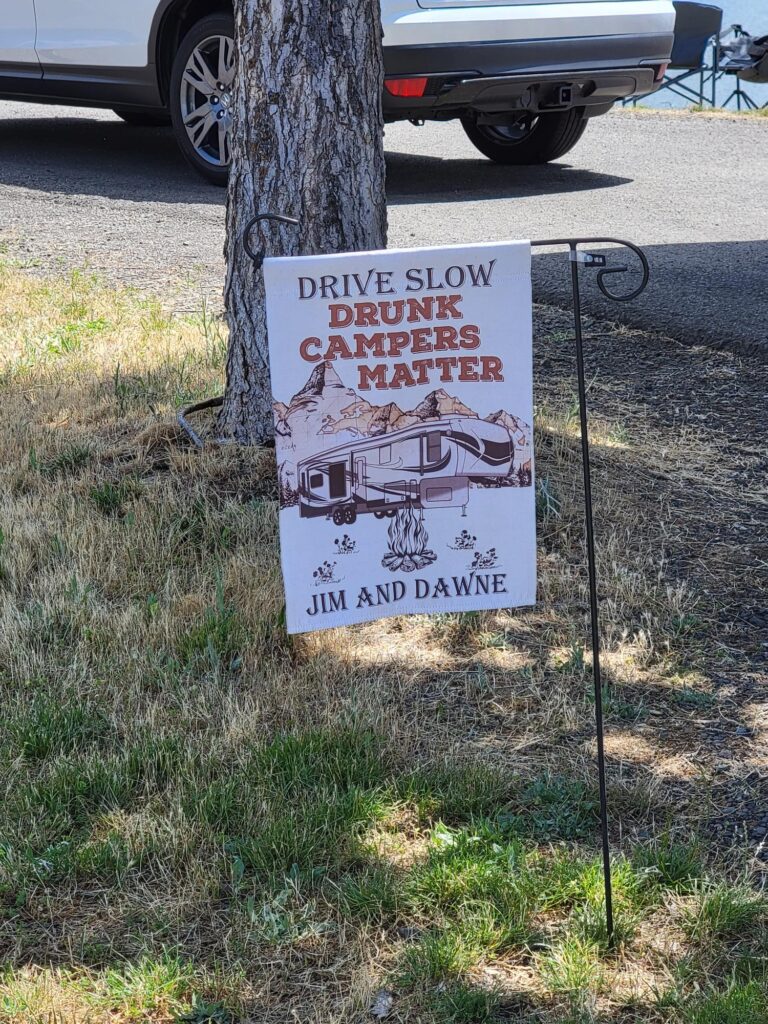 DRIVE SLOW
DRUNK
CAMPERS
MATTER
JIM AND DAWNE